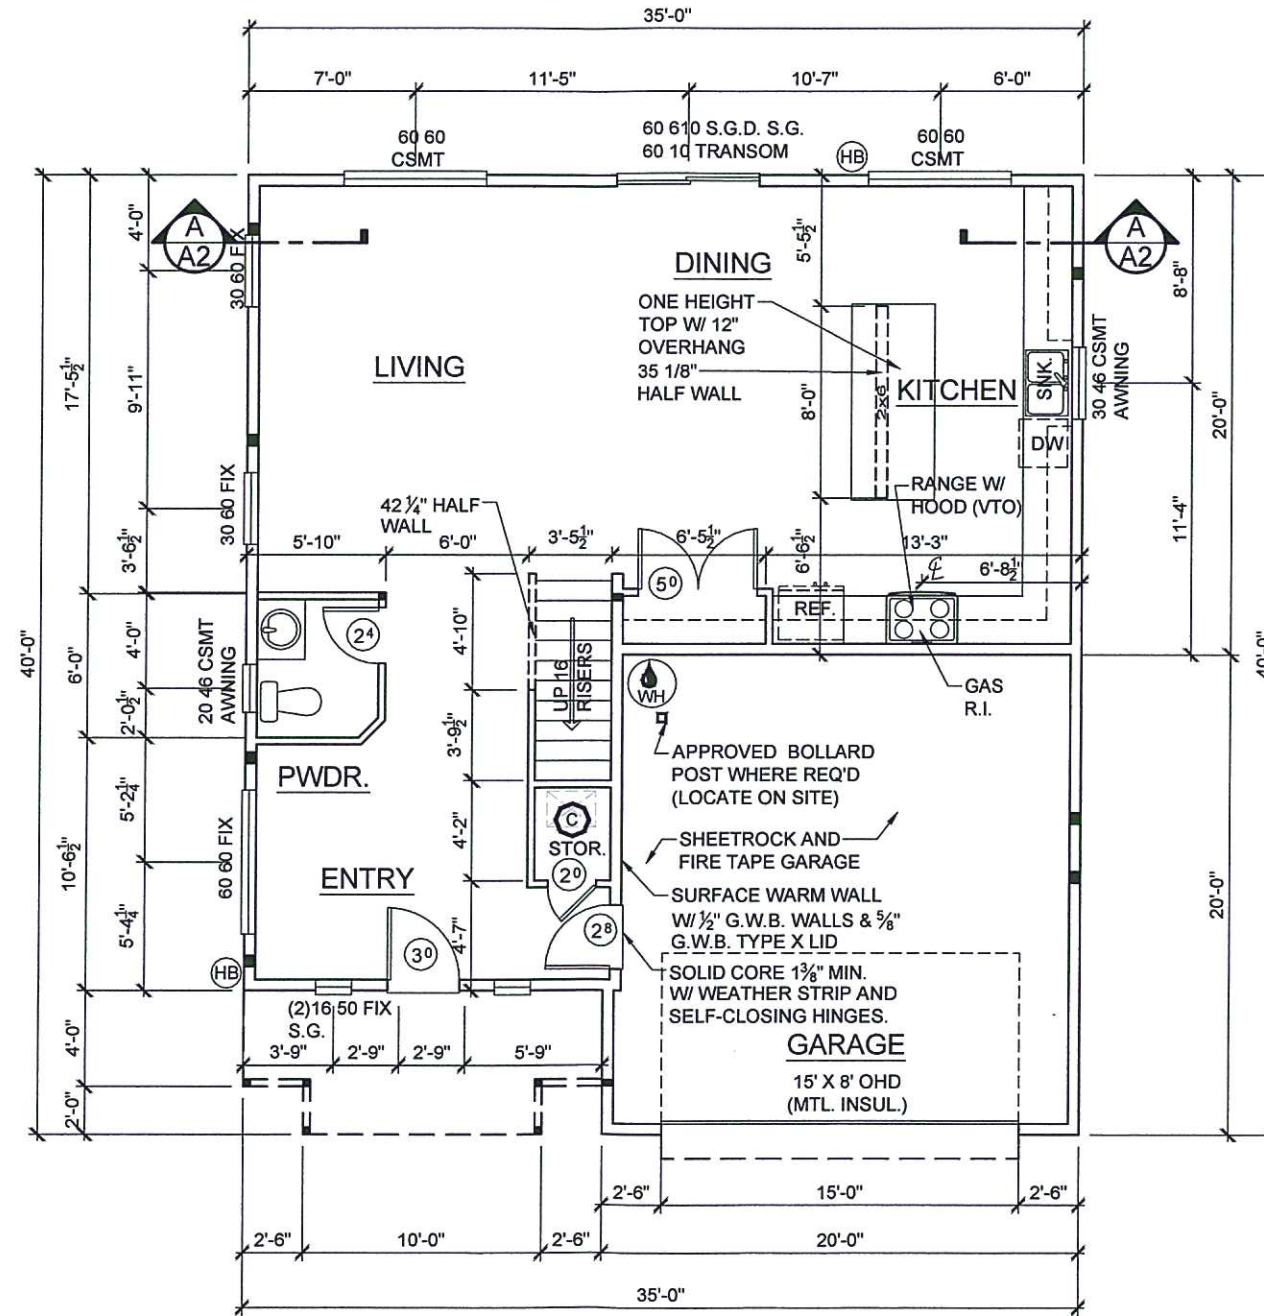 35'-0"
7'-0"
11'-5"
10'-7"
6'-0"
60 60
CSMT
60 610 S.G.D. S.G.
60 10 TRANSOM
HB
60 60
CSMT
A
A2
A
A2
4'-0"
30 60 FIX
5'-5½"
8'-8"
DINING
ONE HEIGHT
TOP W/ 12"
OVERHANG
35 1/8"
HALF WALL
LIVING
KITCHEN
2x6
8'-0"
SNK.
DW
30 46 CSMT
AWNING
17'-5½"
9'-11"
20'-0"
40'-0"
40'-0"
30 60 FIX
3'-6½"
42 ¼" HALF
WALL
RANGE W/
HOOD (VTO)
11'-4"
5'-10"
6'-0"
3'-5½"
6'-5½"
6'-6½"
13'-3"
6'-8½"
5⁰
REF.
2⁴
4'-0"
6'-0"
20 46 CSMT
AWNING
2'-0½"
4'-10"
UP 16
RISERS
WH
GAS
R.I.
3'-9½"
APPROVED BOLLARD
POST WHERE REQ'D
(LOCATE ON SITE)
PWDR.
5'-2¼"
60 60 FIX
10'-6½"
5'-4¼"
C
STOR.
4'-2"
2⁰
SHEETROCK AND
FIRE TAPE GARAGE
ENTRY
SURFACE WARM WALL
W/ ½" G.W.B. WALLS & ⅝"
G.W.B. TYPE X LID
20'-0"
4'-7"
3⁰
2⁸
HB
SOLID CORE 1⅜" MIN.
W/ WEATHER STRIP AND
SELF-CLOSING HINGES.
(2)16 50 FIX
S.G.
GARAGE
15' X 8' OHD
(MTL. INSUL.)
4'-0"
3'-9"
2'-9"
2'-9"
5'-9"
2'-0"
2'-6"
15'-0"
2'-6"
2'-6"
10'-0"
2'-6"
20'-0"
35'-0"